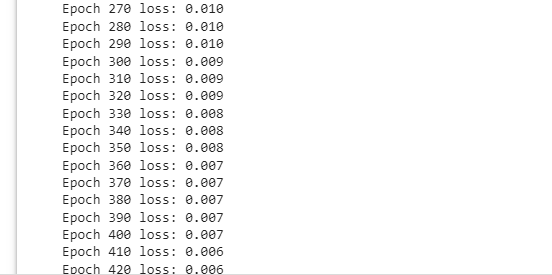 Epoch 270 loss: 0.010
Epoch 280 loss: 0.010
Epoch 290 loss: 0.010
Epoch 300 loss: 0.009
Epoch 310 loss: 0.009
Epoch 320 loss: 0.009
Epoch 330 loss: 0.008
Epoch 340 loss: 0.008
Epoch 350 loss: 0.008
Epoch 360 loss: 0.007
Epoch 370 loss: 0.007
Epoch 380 loss: 0.007
Epoch 390 loss: 0.007
Epoch 400 loss: 0.007
Epoch 410 loss: 0.006
Epoch 420 loss: 0.006